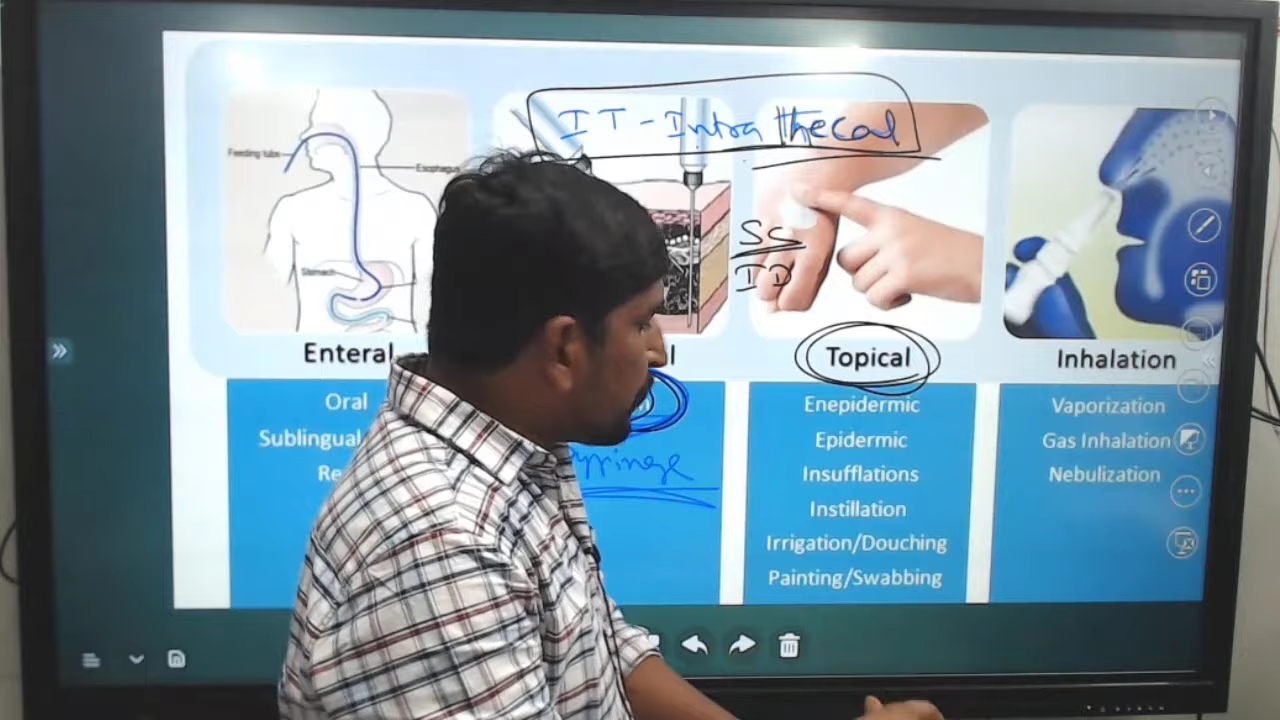 IT - Intra thecal
Feeding tube
Esophagus
SC
ID
Stomach
Enteral
Topical
Inhalation
Oral
Enepidermic
Vaporization
Sublingual
Epidermic
Gas Inhalation
Syringe
Insufflations
Nebulization
Instillation
Irrigation/Douching
Painting/Swabbing